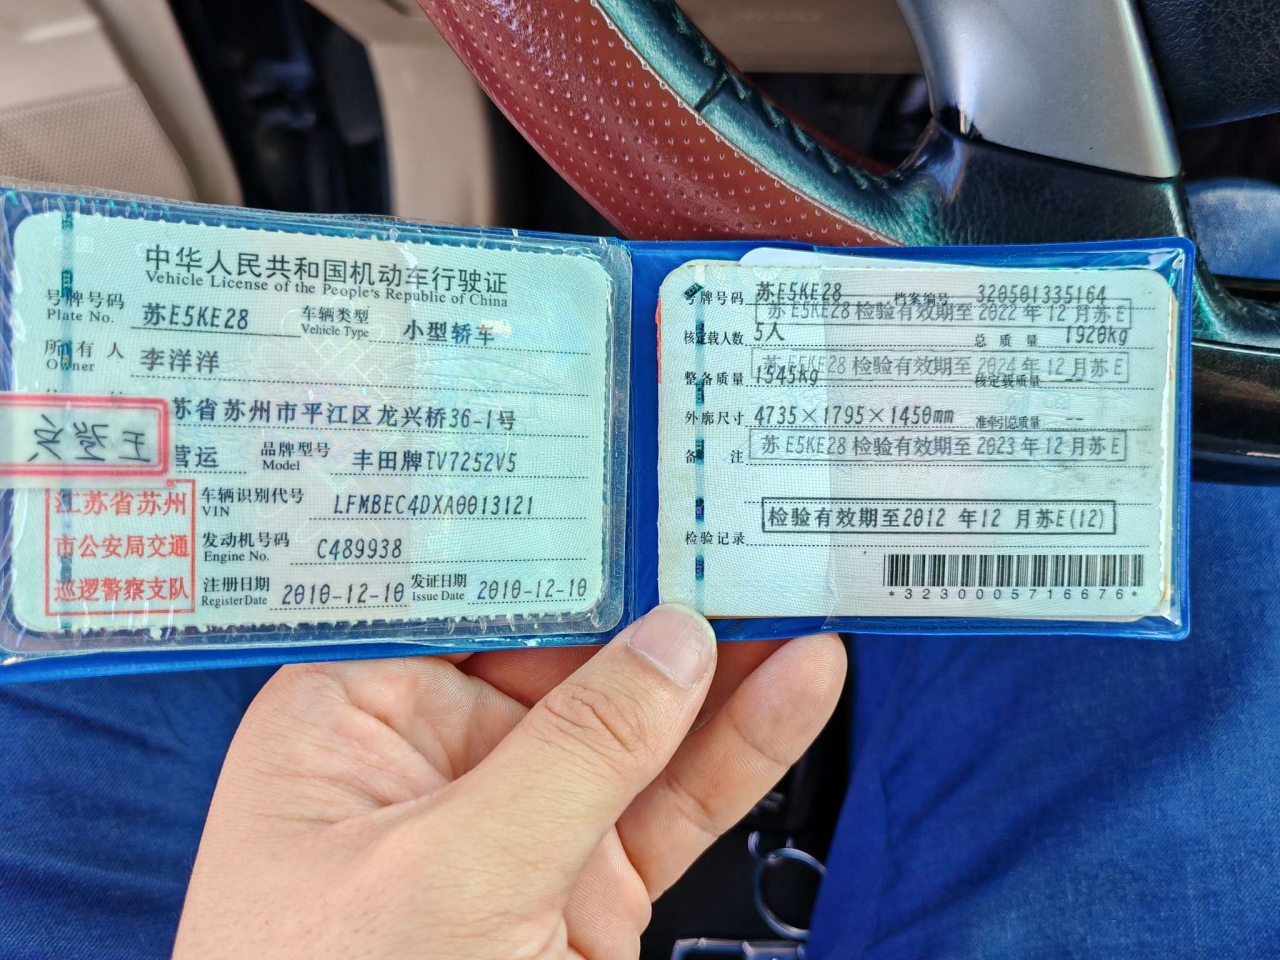 中华人民共和国机动车行驶证
Vehicle License of the People's Republic of China
号牌号码 苏E5KE28 车辆类型 小型轿车
Plate No. Vehicle Type
所有人 李洋洋
Owner
苏省苏州市平江区龙兴桥36-1号
营运 品牌型号 丰田牌TV7252V5
Model
江苏省苏州
市公安局交通
巡逻警察支队
车辆识别代号 LFMBEC4DXA0013121
VIN
发动机号码 C489938
Engine No.
注册日期 2010-12-10 发证日期 2010-12-10
Register Date Issue Date
号牌号码 苏E5KE28 档案编号 320501335164
苏E5KE28 检验有效期至2022年12月苏E
核定载人数 5人 总质量 1920kg
苏E5KE28 检验有效期至2024年12月苏E
整备质量 1545kg 核定载质量 --
外廓尺寸 4735×1795×1450mm 准牵引总质量 --
苏E5KE28 检验有效期至2023年12月苏E
备注
检验有效期至2012年12月苏E(12)
检验记录
*3230005716676*